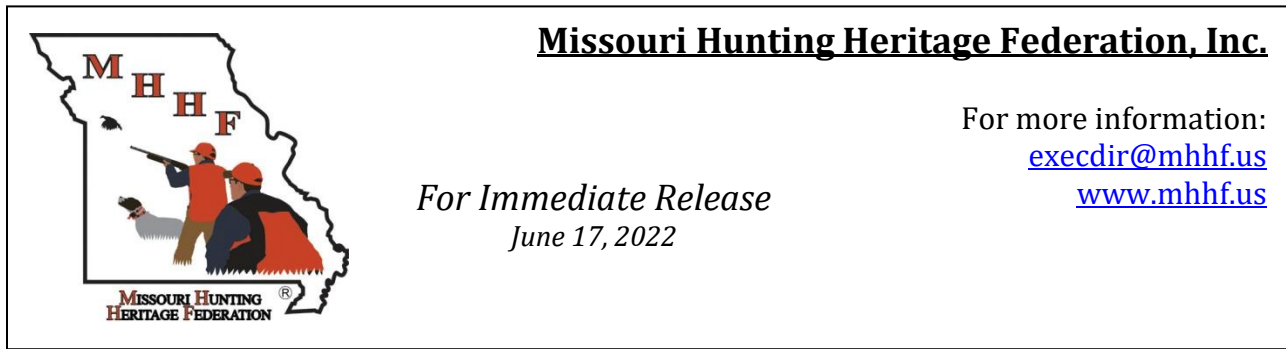 Missouri Hunting Heritage Federation, Inc.
M H H F
For more information:
execdir@mhhf.us
www.mhhf.us
For Immediate Release
June 17, 2022
MISSOURI HUNTING ®
HERITAGE FEDERATION